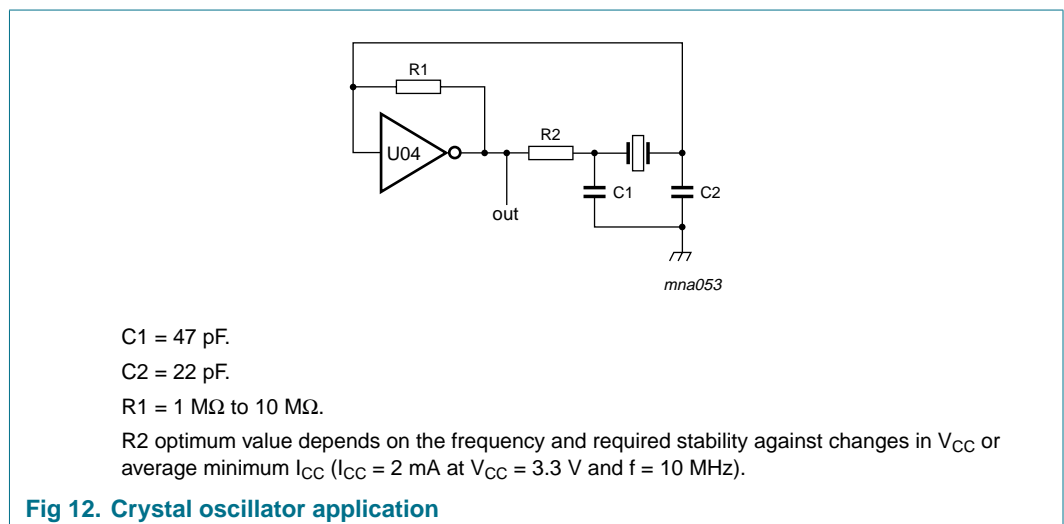 R1
U04
R2
C1
C2
out
mna053
C1 = 47 pF.
C2 = 22 pF.
R1 = 1 MΩ to 10 MΩ.
R2 optimum value depends on the frequency and required stability against changes in VCC or
average minimum ICC (ICC = 2 mA at VCC = 3.3 V and f = 10 MHz).
Fig 12. Crystal oscillator application